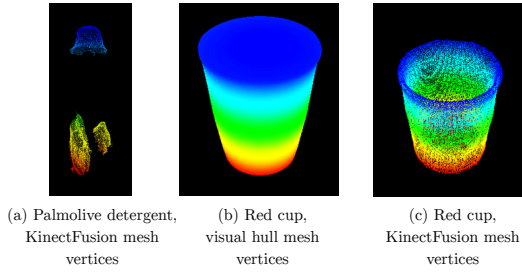 (a) Palmolive detergent,
KinectFusion mesh
vertices
(b) Red cup,
visual hull mesh
vertices
(c) Red cup,
KinectFusion mesh
vertices